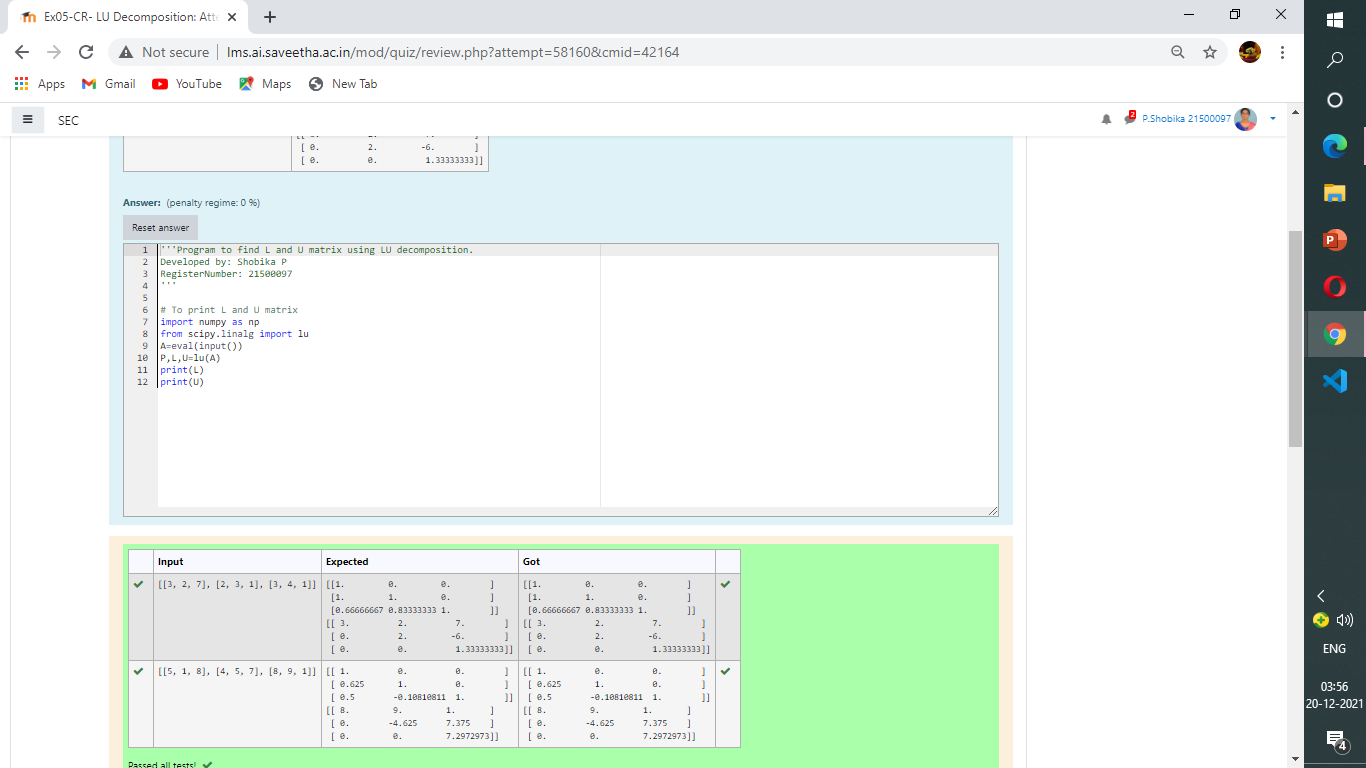 Ex05-CR- LU Decomposition: Att
Not secure
lms.ai.saveetha.ac.in/mod/quiz/review.php?attempt=58160&cmid=42164
Apps
Gmail
YouTube
Maps
New Tab
SEC
2
P.Shobika 21500097
[ 0. 2. -6. ]
[ 0. 0. 1.33333333]]
Answer: (penalty regime: 0 %)
Reset answer
1 '''Program to find L and U matrix using LU decomposition.
2 Developed by: Shobika P
3 RegisterNumber: 21500097
4 '''
5
6 # To print L and U matrix
7 import numpy as np
8 from scipy.linalg import lu
9 A=eval(input())
10 P,L,U=lu(A)
11 print(L)
12 print(U)
Input Expected Got
[[3, 2, 7], [2, 3, 1], [3, 4, 1]] [[1. 0. 0. ] [[1. 0. 0. ]
[1. 1. 0. ] [1. 1. 0. ]
[0.66666667 0.83333333 1. ]] [0.66666667 0.83333333 1. ]]
[[ 3. 2. 7. ] [[ 3. 2. 7. ]
[ 0. 2. -6. ] [ 0. 2. -6. ]
[ 0. 0. 1.33333333]] [ 0. 0. 1.33333333]]
[[5, 1, 8], [4, 5, 7], [8, 9, 1]] [[ 1. 0. 0. ] [[ 1. 0. 0. ]
[ 0.625 1. 0. ] [ 0.625 1. 0. ]
[ 0.5 -0.10810811 1. ]] [ 0.5 -0.10810811 1. ]]
[[ 8. 9. 1. ] [[ 8. 9. 1. ]
[ 0. -4.625 7.375 ] [ 0. -4.625 7.375 ]
[ 0. 0. 7.2972973]] [ 0. 0. 7.2972973]]
Passed all tests!
P
ENG
03:56
20-12-2021
4